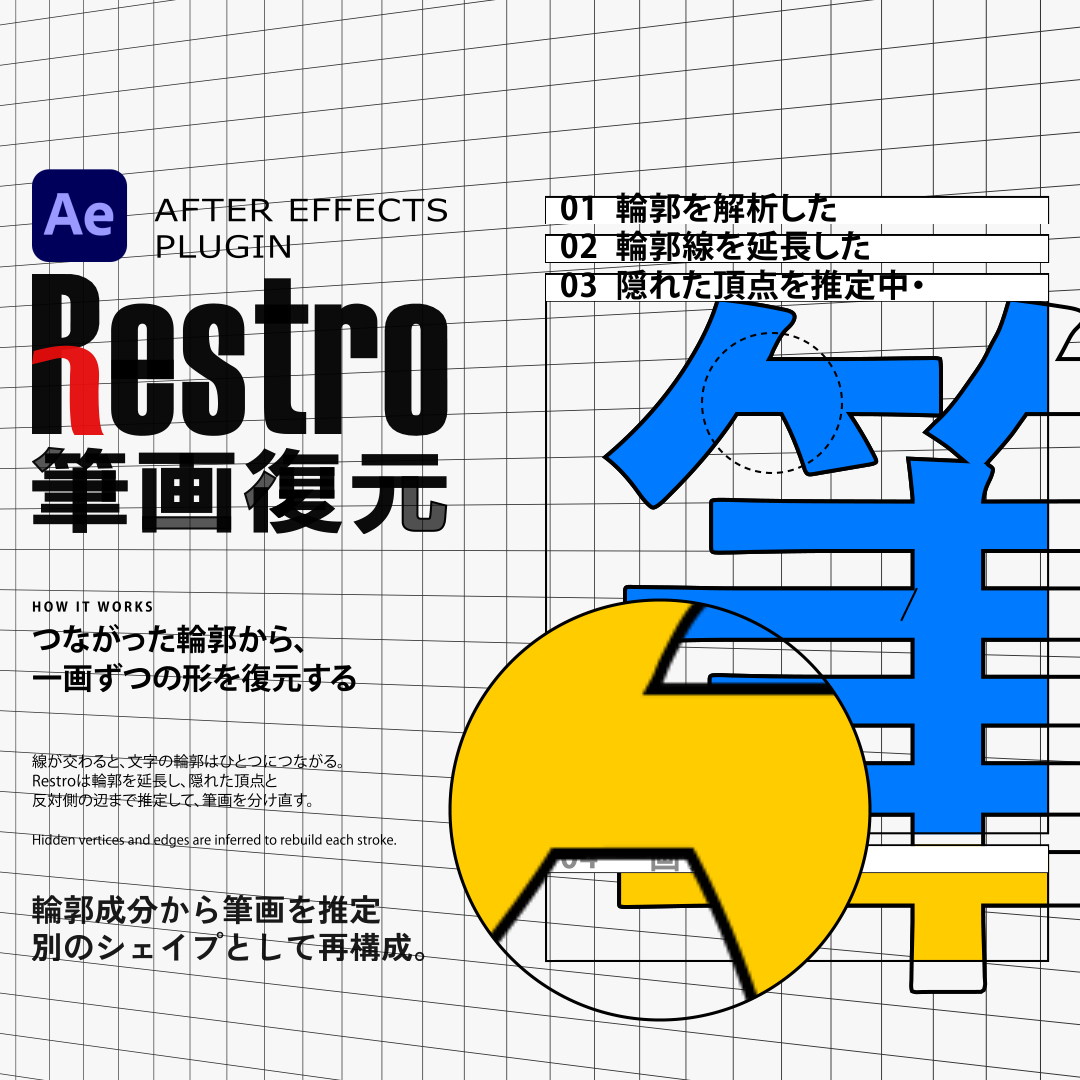 Ae
AFTER EFFECTS
PLUGIN
Restro
筆画復元
HOW IT WORKS
つながった輪郭から、
一画ずつの形を復元する
線が交わると、文字の輪郭はひとつにつながる。
Restroは輪郭を延長し、隠れた頂点と
反対側の辺まで推定して、筆画を分け直す。
Hidden vertices and edges are inferred to rebuild each stroke.
輪郭成分から筆画を推定
別のシェイプとして再構成。
01 輪郭を解析した
02 輪郭線を延長した
03 隠れた頂点を推定中・
筆